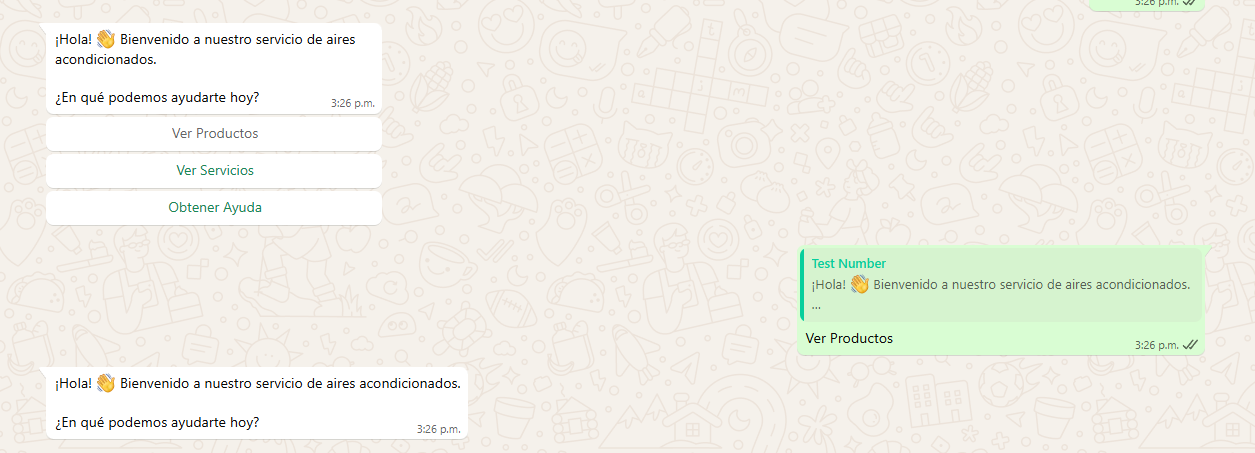 3:26 p.m.
¡Hola! 👋 Bienvenido a nuestro servicio de aires
acondicionados.
¿En qué podemos ayudarte hoy?
3:26 p.m.
Ver Productos
Ver Servicios
Obtener Ayuda
Test Number
¡Hola! 👋 Bienvenido a nuestro servicio de aires acondicionados.
...
Ver Productos
3:26 p.m.
¡Hola! 👋 Bienvenido a nuestro servicio de aires acondicionados.
¿En qué podemos ayudarte hoy?
3:26 p.m.